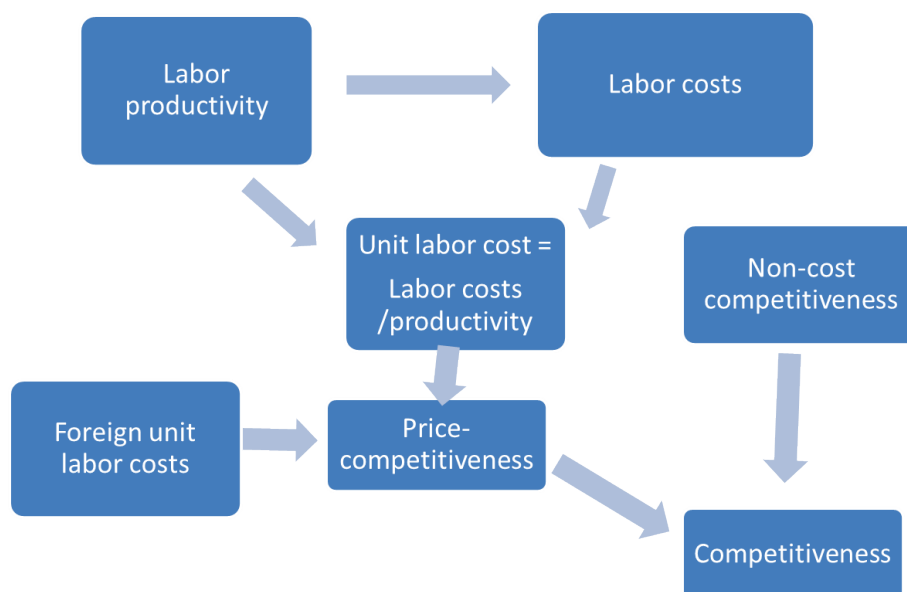 Labor
productivity
Labor costs
Unit labor cost =
Labor costs
/productivity
Non-cost
competitiveness
Foreign unit
labor costs
Price-
competitiveness
Competitiveness